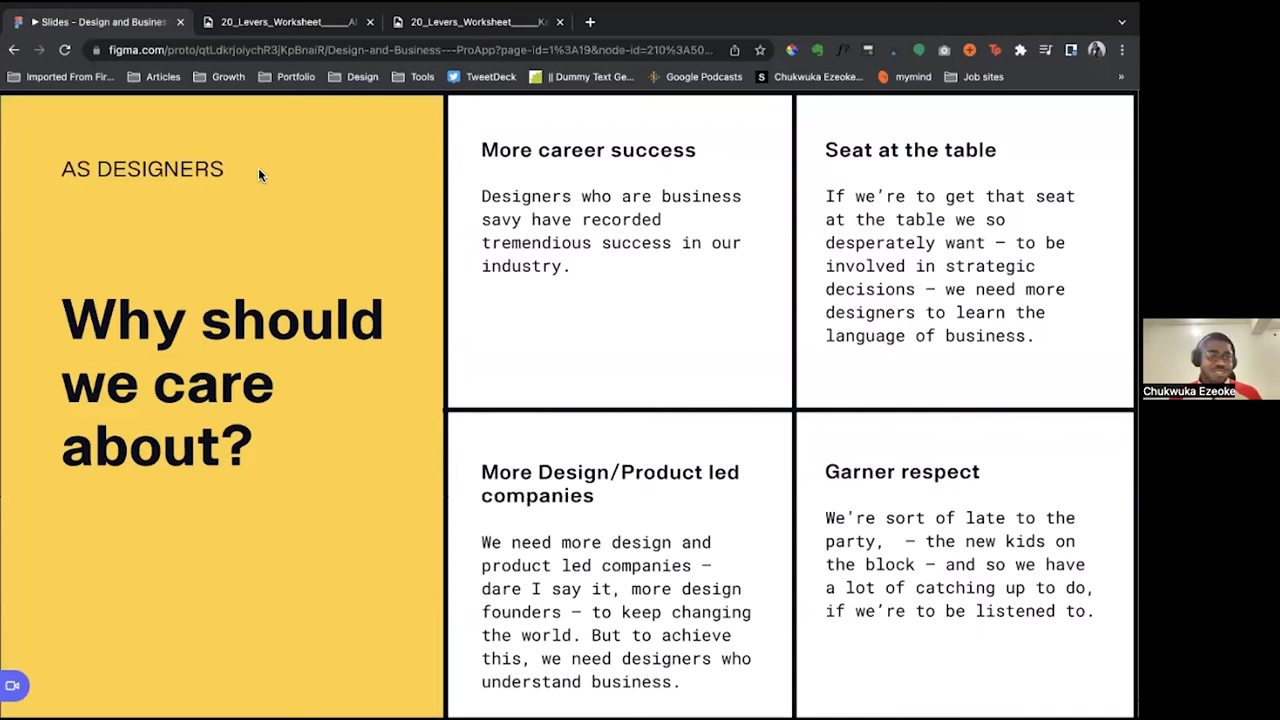 Slides – Design and Busines
20_Levers_Worksheet_____A
20_Levers_Worksheet_____K
figma.com/proto/qtLdkrjoiychR3jKpBnaiR/Design-and-Business---ProApp?page-id=1%3A19&node-id=210%3A50...
Imported From Fir...
Articles
Growth
Portfolio
Design
Tools
TweetDeck
|| Dummy Text Ge...
Google Podcasts
Chukwuka Ezeoke...
mymind
Job sites
»
AS DESIGNERS
Why should
we care
about?
More career success
Designers who are business
savy have recorded
tremendious success in our
industry.
Seat at the table
If we’re to get that seat
at the table we so
desperately want – to be
involved in strategic
decisions – we need more
designers to learn the
language of business.
More Design/Product led
companies
We need more design and
product led companies –
dare I say it, more design
founders – to keep changing
the world. But to achieve
this, we need designers who
understand business.
Garner respect
We’re sort of late to the
party,  – the new kids on
the block – and so we have
a lot of catching up to do,
if we’re to be listened to.
Chukwuka Ezeoke